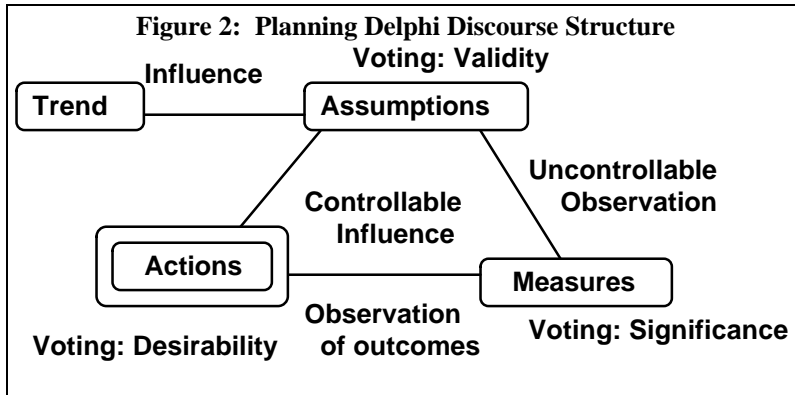 Figure 2: Planning Delphi Discourse Structure
Influence
Voting: Validity
Trend
Assumptions
Uncontrollable
Observation
Controllable
Influence
Actions
Measures
Observation
of outcomes
Voting: Desirability
Voting: Significance